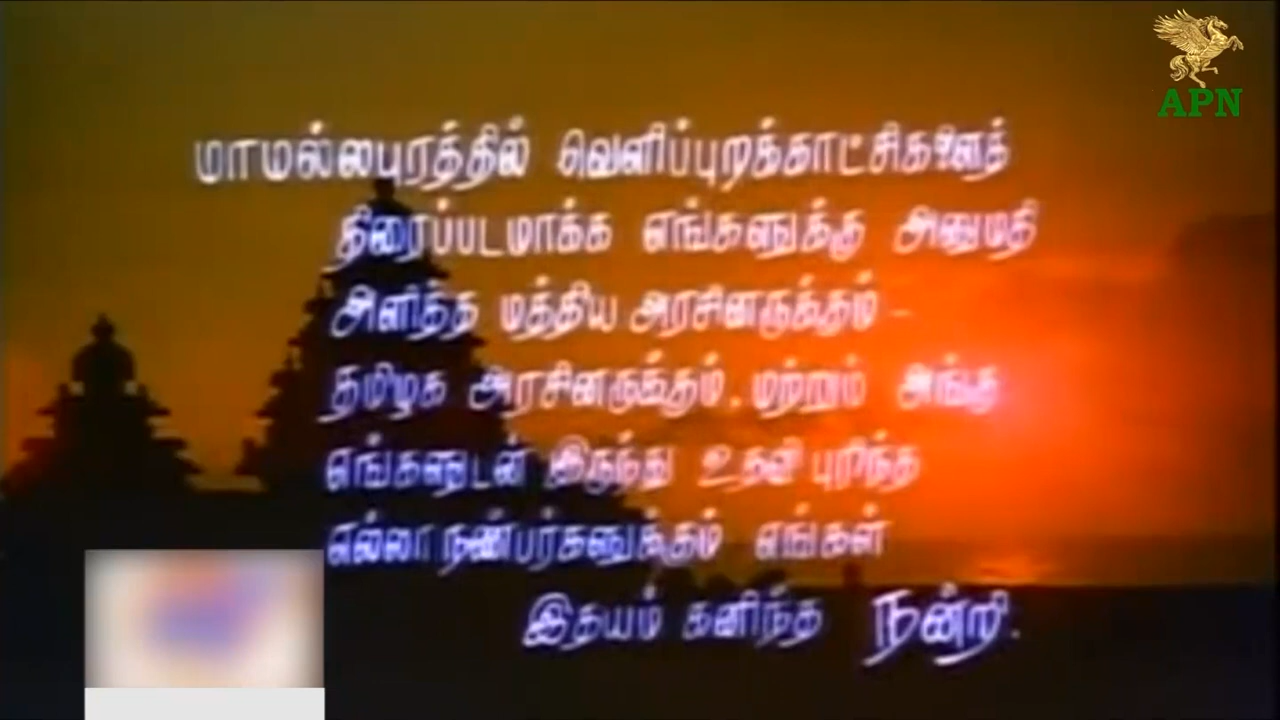 APN
மாமல்லபுரத்தில் வெளிப்புறக்காட்சிகளைத்
திரைப்படமாக்க எங்களுக்கு அனுமதி
அளித்த மத்திய அரசினருக்கும் –
தமிழக அரசினருக்கும், மற்றும் அங்கு
எங்களுடன் இருந்து உதவி புரிந்த
எல்லா நண்பர்களுக்கும் எங்கள்
இதயம் கனிந்த நன்றி.